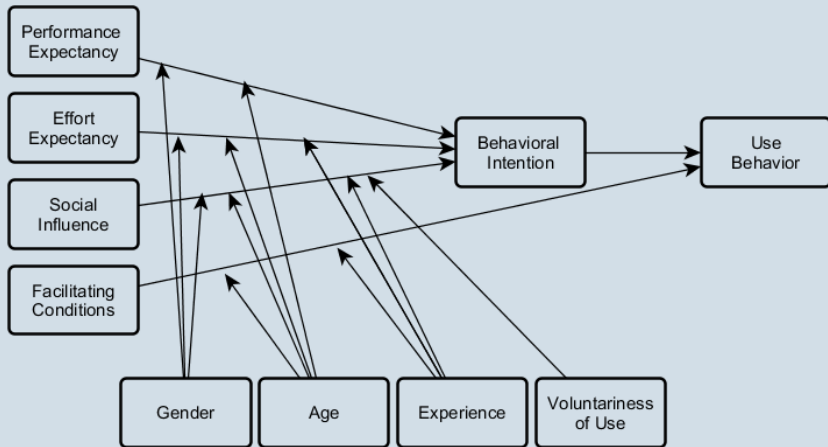 Performance
Expectancy
Effort
Expectancy
Behavioral
Intention
Use
Behavior
Social
Influence
Facilitating
Conditions
Gender
Age
Experience
Voluntariness
of Use